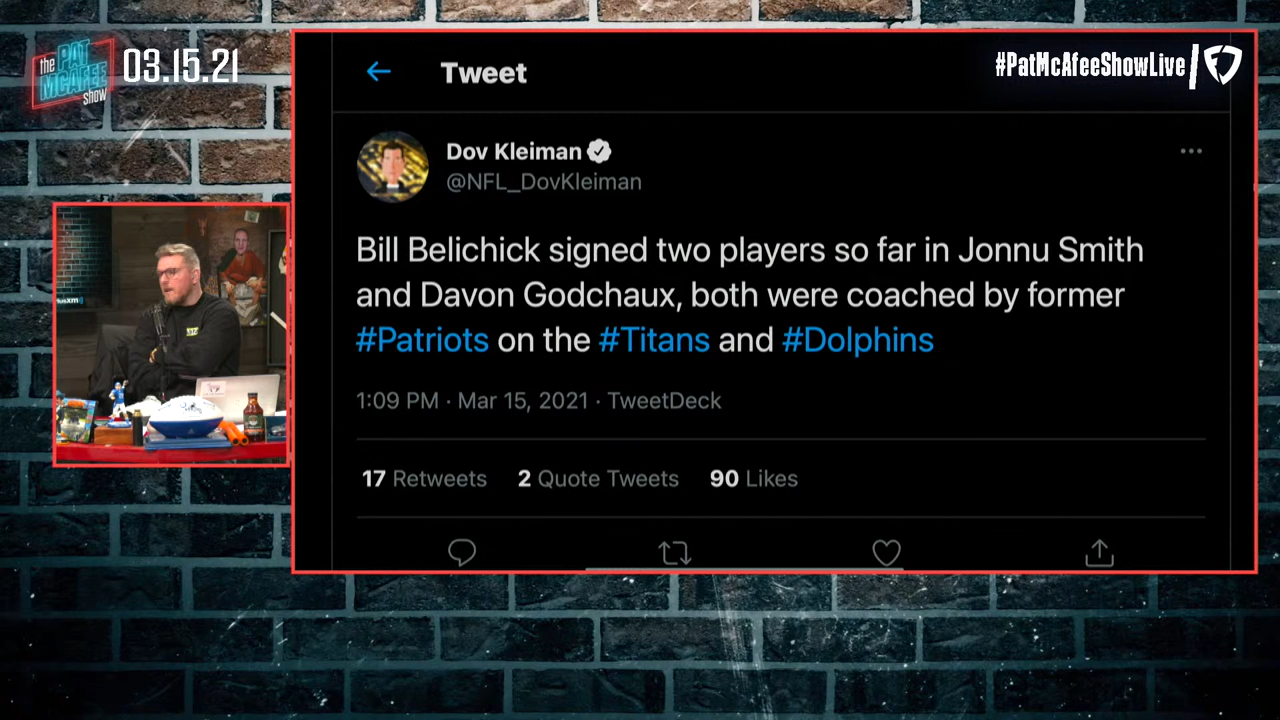 the PAT
MCAFEE
show
03.15.21
#PatMcAfeeShowLive
Tweet
Dov Kleiman
@NFL_DovKleiman
Bill Belichick signed two players so far in Jonnu Smith
and Davon Godchaux, both were coached by former
#Patriots on the #Titans and #Dolphins
1:09 PM · Mar 15, 2021 · TweetDeck
17 Retweets 2 Quote Tweets 90 Likes